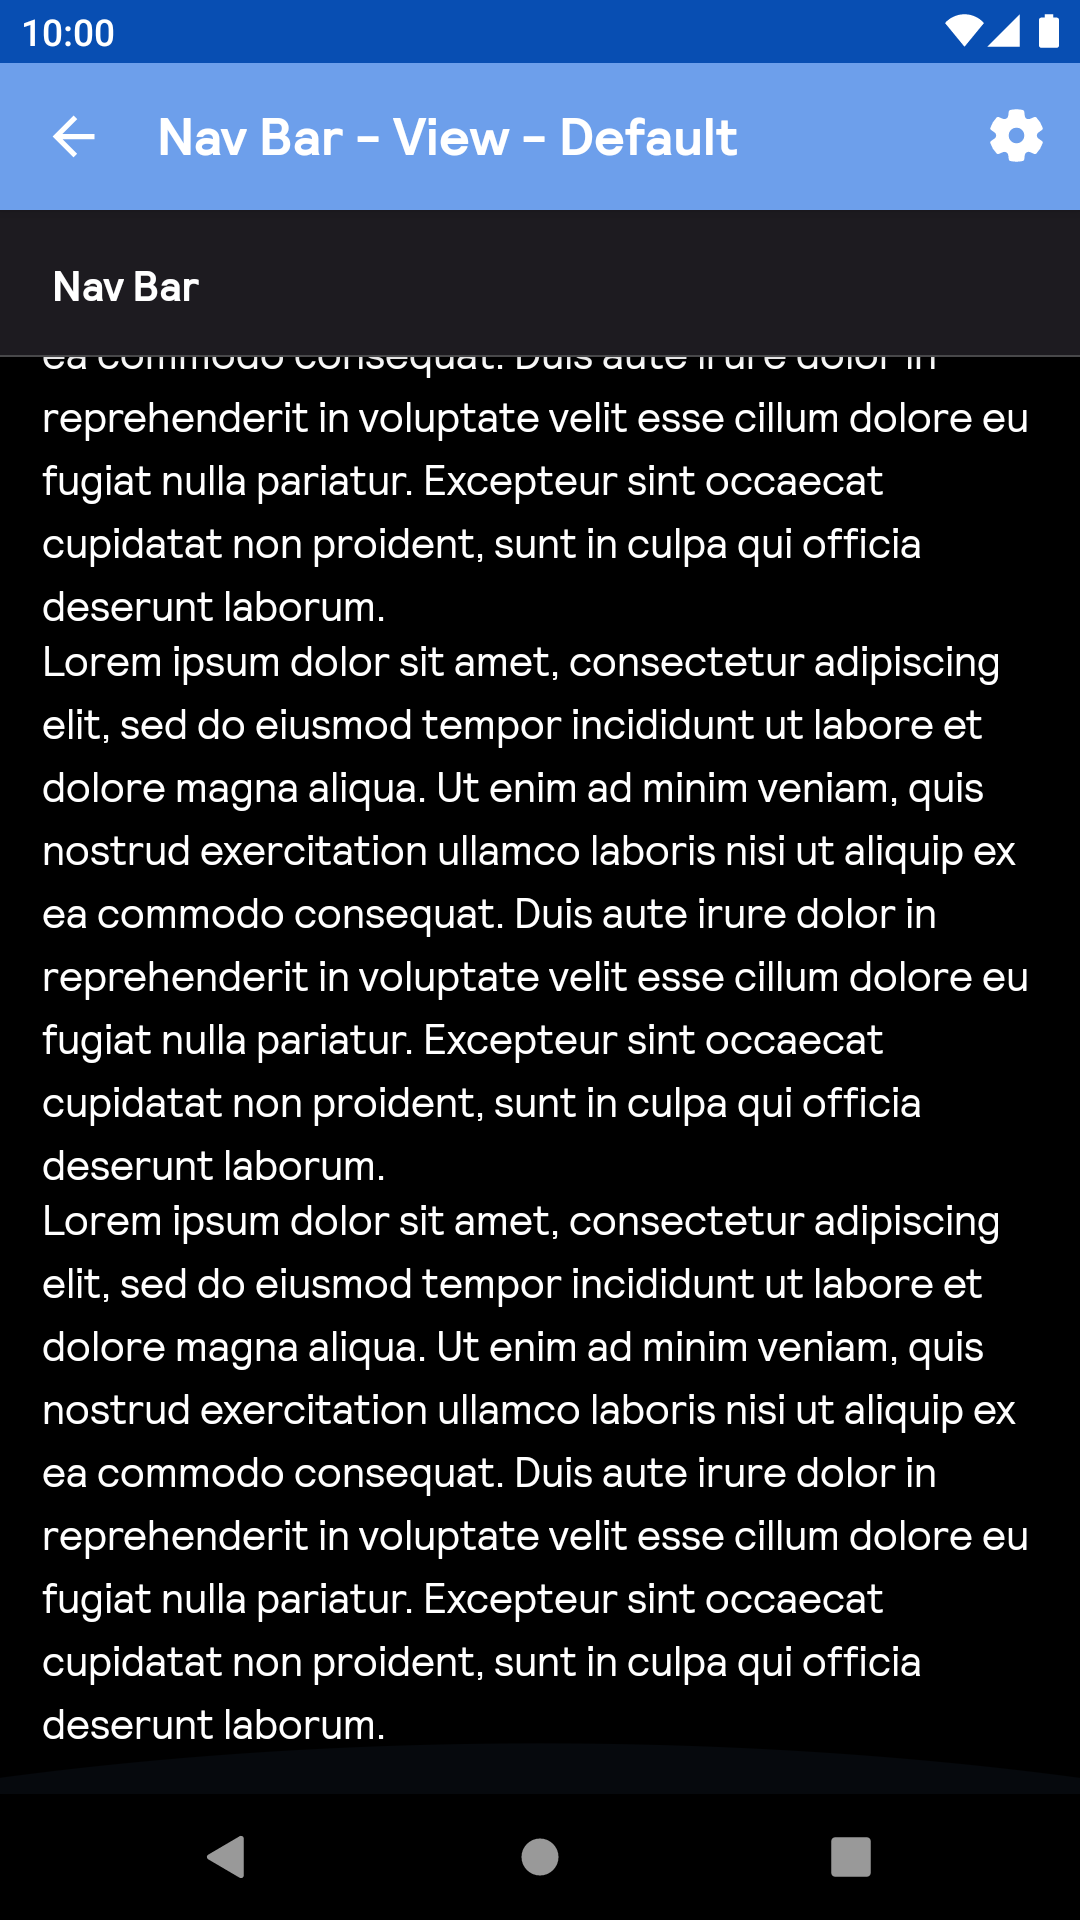 10:00
Nav Bar - View - Default
Nav Bar
ea commodo consequat. Duis aute irure dolor in
reprehenderit in voluptate velit esse cillum dolore eu
fugiat nulla pariatur. Excepteur sint occaecat
cupidatat non proident, sunt in culpa qui officia
deserunt laborum.
Lorem ipsum dolor sit amet, consectetur adipiscing
elit, sed do eiusmod tempor incididunt ut labore et
dolore magna aliqua. Ut enim ad minim veniam, quis
nostrud exercitation ullamco laboris nisi ut aliquip ex
ea commodo consequat. Duis aute irure dolor in
reprehenderit in voluptate velit esse cillum dolore eu
fugiat nulla pariatur. Excepteur sint occaecat
cupidatat non proident, sunt in culpa qui officia
deserunt laborum.
Lorem ipsum dolor sit amet, consectetur adipiscing
elit, sed do eiusmod tempor incididunt ut labore et
dolore magna aliqua. Ut enim ad minim veniam, quis
nostrud exercitation ullamco laboris nisi ut aliquip ex
ea commodo consequat. Duis aute irure dolor in
reprehenderit in voluptate velit esse cillum dolore eu
fugiat nulla pariatur. Excepteur sint occaecat
cupidatat non proident, sunt in culpa qui officia
deserunt laborum.